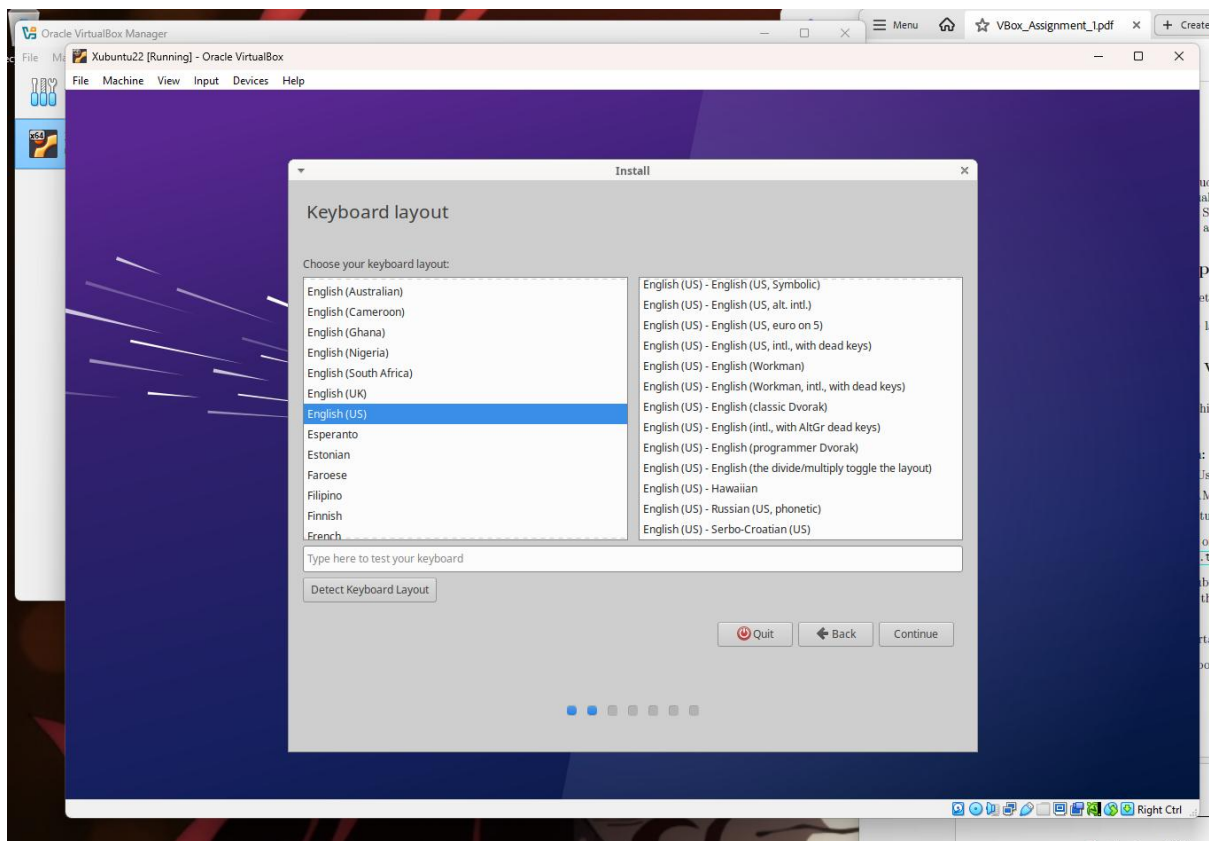 Oracle VirtualBox Manager
Menu
VBox_Assignment_1.pdf
+ Create
File
Xubuntu22 [Running] - Oracle VirtualBox
File Machine View Input Devices Help
x64
Install
Keyboard layout
Choose your keyboard layout:
English (Australian)
English (Cameroon)
English (Ghana)
English (Nigeria)
English (South Africa)
English (UK)
English (US)
Esperanto
Estonian
Faroese
Filipino
Finnish
French
English (US) - English (US, Symbolic)
English (US) - English (US, alt. intl.)
English (US) - English (US, euro on 5)
English (US) - English (US, intl., with dead keys)
English (US) - English (Workman)
English (US) - English (Workman, intl., with dead keys)
English (US) - English (classic Dvorak)
English (US) - English (intl., with AltGr dead keys)
English (US) - English (programmer Dvorak)
English (US) - English (the divide/multiply toggle the layout)
English (US) - Hawaiian
English (US) - Russian (US, phonetic)
English (US) - Serbo-Croatian (US)
Type here to test your keyboard
Detect Keyboard Layout
Quit
Back
Continue
Right Ctrl